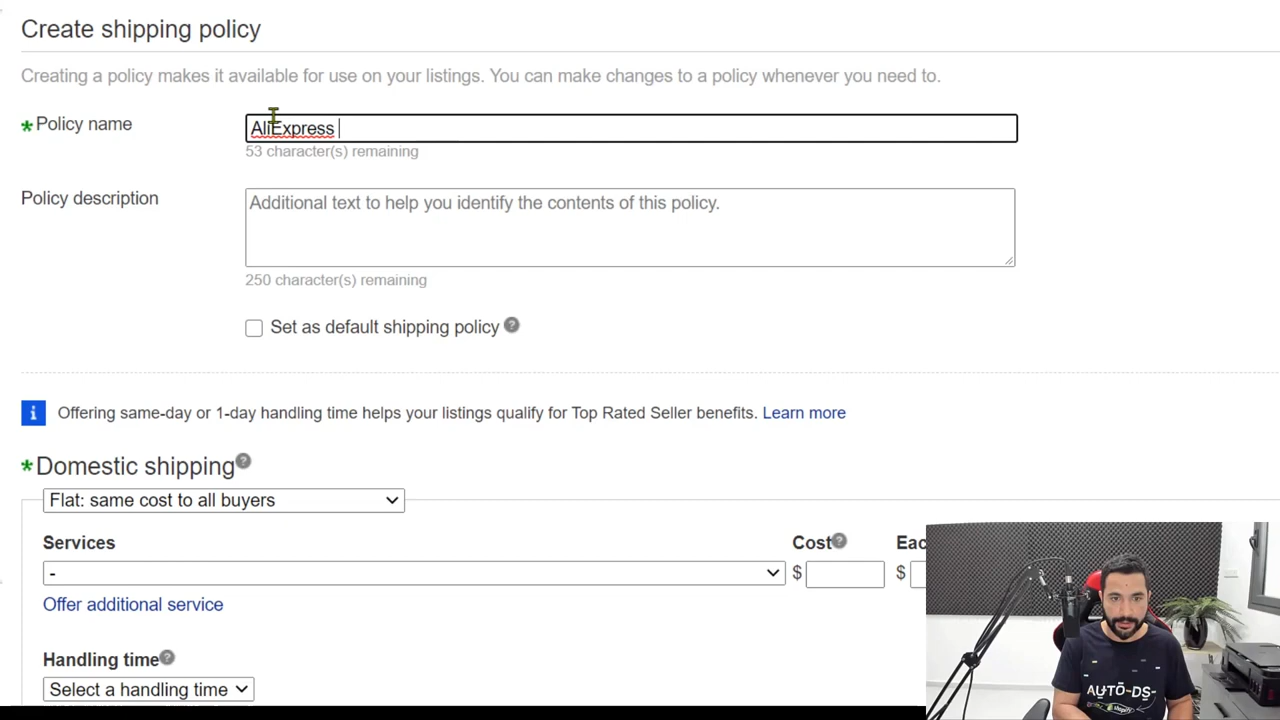 Create shipping policy
Creating a policy makes it available for use on your listings. You can make changes to a policy whenever you need to.
* Policy name
AliExpress
53 character(s) remaining
Policy description
Additional text to help you identify the contents of this policy.
250 character(s) remaining
Set as default shipping policy ?
i Offering same-day or 1-day handling time helps your listings qualify for Top Rated Seller benefits. Learn more
* Domestic shipping ?
Flat: same cost to all buyers
Services Cost ? Eac
- $ $
Offer additional service
Handling time ?
Select a handling time
AUTO-DS-
shopify